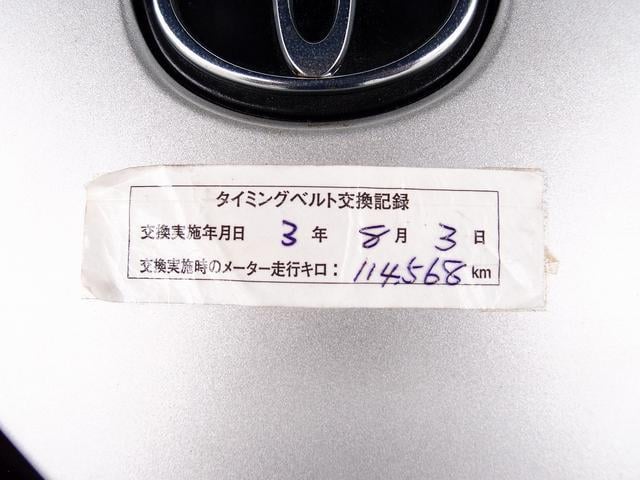 タイミングベルト交換記録
交換実施年月日 3年 8月 3日
交換実施時のメーター走行キロ：114,568km